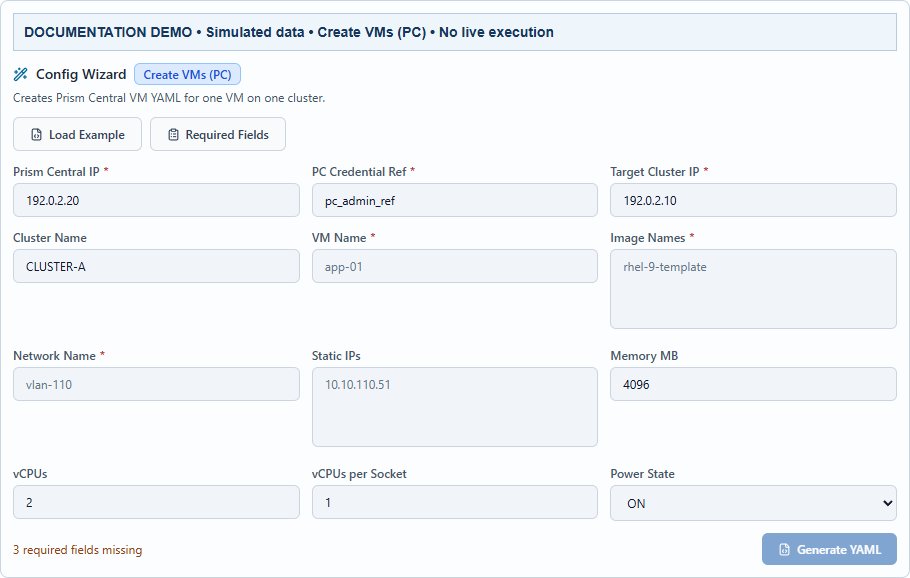 DOCUMENTATION DEMO • Simulated data • Create VMs (PC) • No live execution
Config Wizard Create VMs (PC)
Creates Prism Central VM YAML for one VM on one cluster.
Load Example Required Fields
Prism Central IP * PC Credential Ref * Target Cluster IP *
192.0.2.20 pc_admin_ref 192.0.2.10
Cluster Name VM Name * Image Names *
CLUSTER-A app-01 rhel-9-template
Network Name * Static IPs Memory MB
vlan-110 10.10.110.51 4096
vCPUs vCPUs per Socket Power State
2 1 ON
3 required fields missing Generate YAML